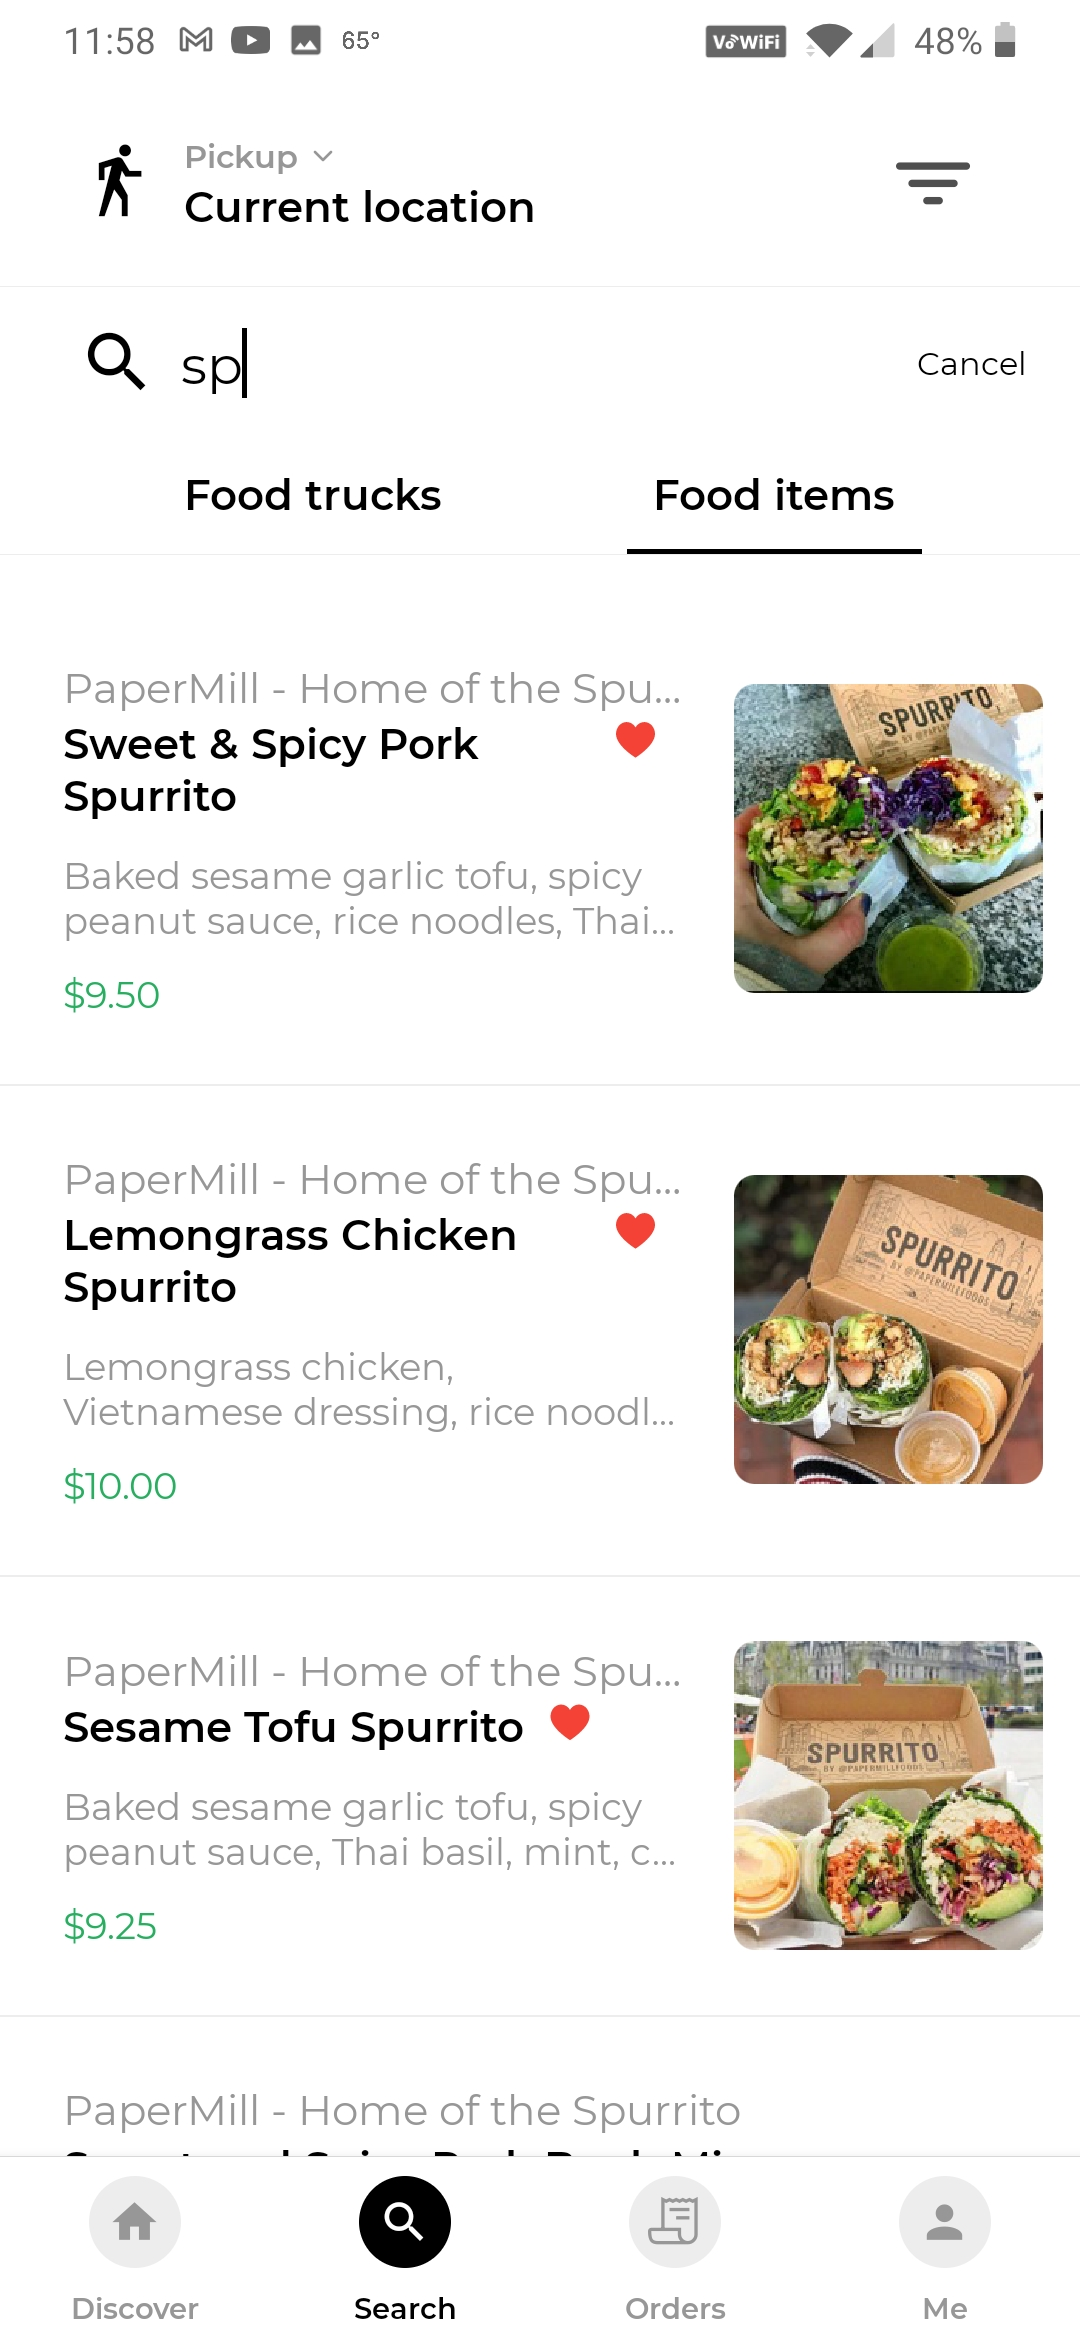 11:58 65° VoWiFi 48%
Pickup
Current location
sp Cancel
Food trucks Food items
PaperMill - Home of the Spu...
Sweet & Spicy Pork
Spurrito
Baked sesame garlic tofu, spicy
peanut sauce, rice noodles, Thai...
$9.50
SPURRITO
PaperMill - Home of the Spu...
Lemongrass Chicken
Spurrito
Lemongrass chicken,
Vietnamese dressing, rice noodl...
$10.00
SPURRITO
BY @PAPERMILLFOODS
PaperMill - Home of the Spu...
Sesame Tofu Spurrito
Baked sesame garlic tofu, spicy
peanut sauce, Thai basil, mint, c...
$9.25
SPURRITO
BY @PAPERMILLFOODS
PaperMill - Home of the Spurrito
Discover Search Orders Me